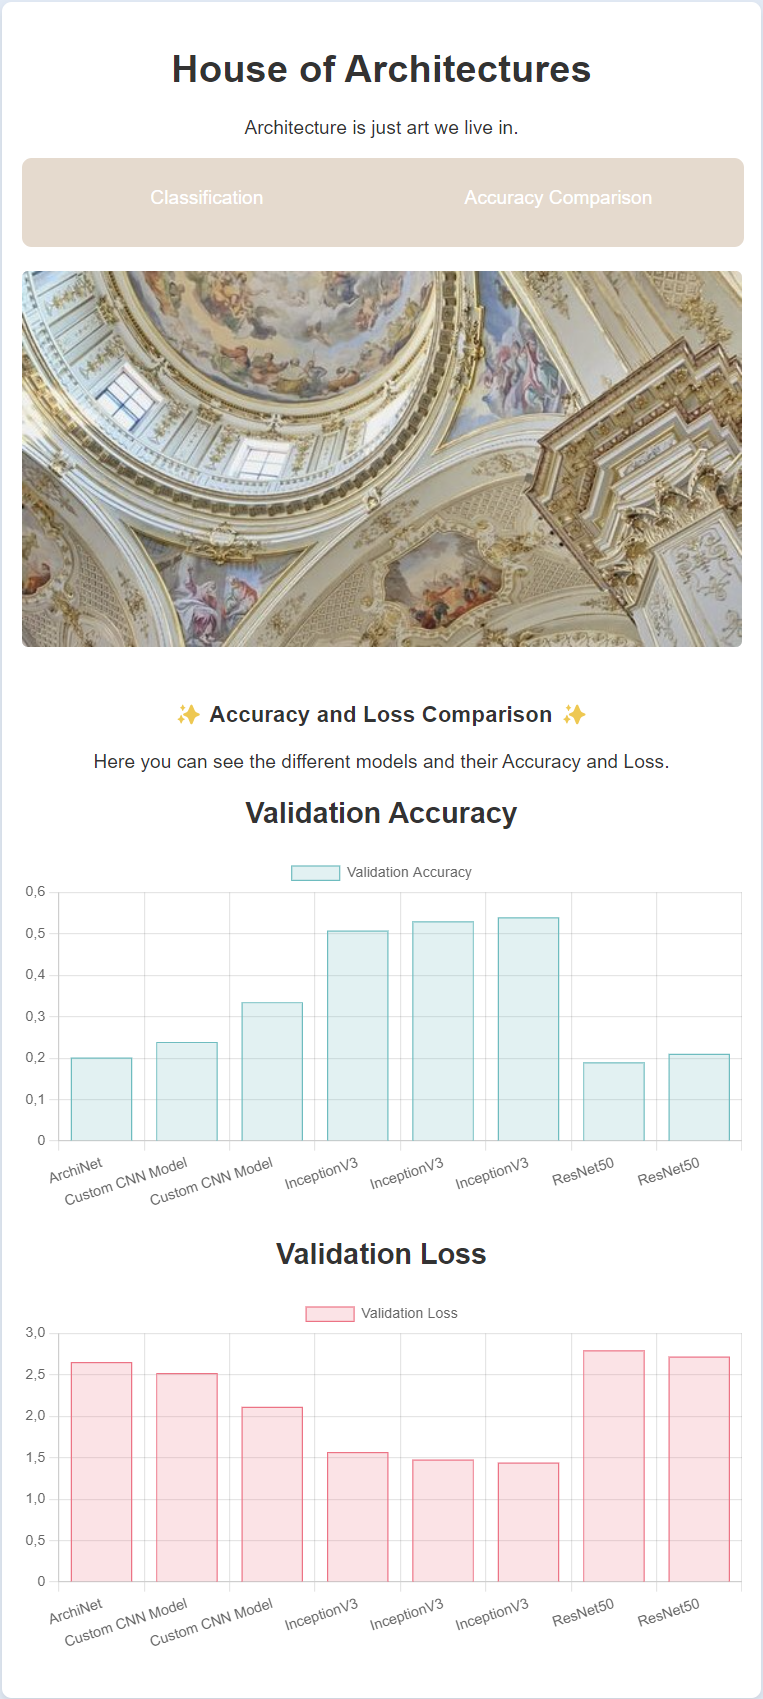 House of Architectures
Architecture is just art we live in.
Classification
Accuracy Comparison
✨ Accuracy and Loss Comparison ✨
Here you can see the different models and their Accuracy and Loss.
Validation Accuracy
Validation Accuracy
0,6
0,5
0,4
0,3
0,2
0,1
0
ArchiNet
Custom CNN Model
Custom CNN Model
InceptionV3
InceptionV3
InceptionV3
ResNet50
ResNet50
Validation Loss
Validation Loss
3,0
2,5
2,0
1,5
1,0
0,5
0
ArchiNet
Custom CNN Model
Custom CNN Model
InceptionV3
InceptionV3
InceptionV3
ResNet50
ResNet50